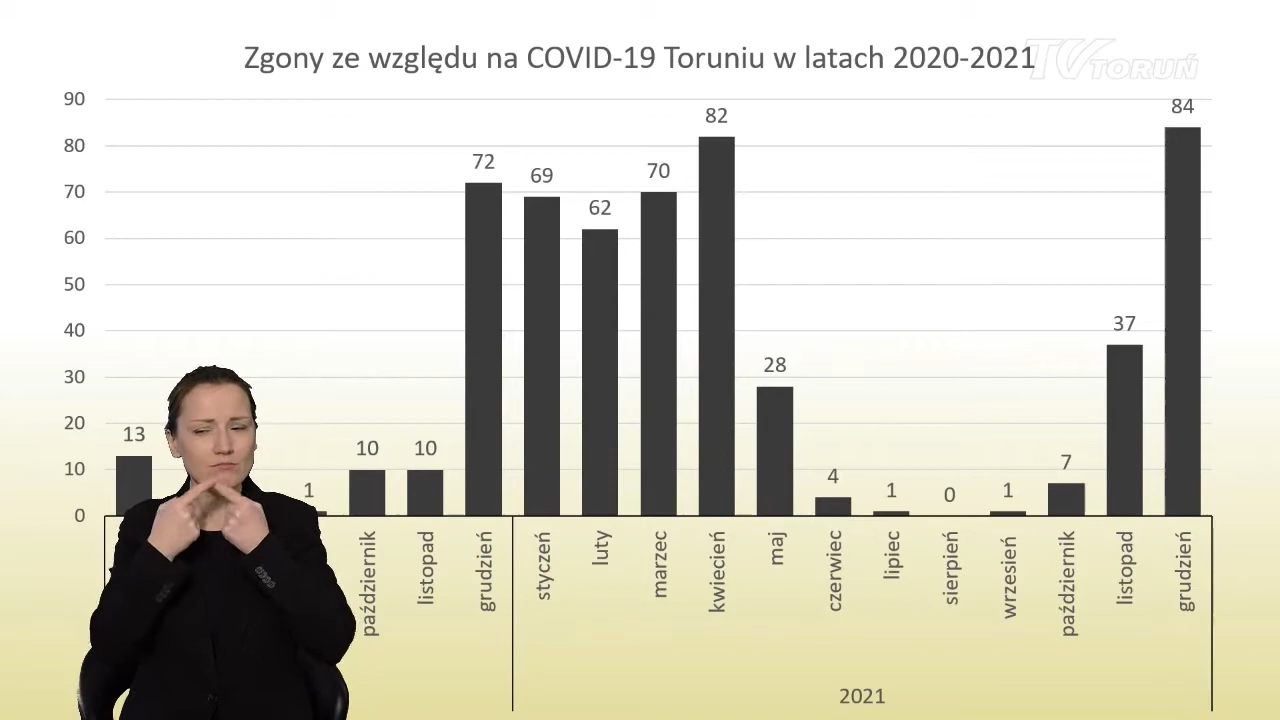 Zgony ze względu na COVID-19 Toruniu w latach 2020-2021
TV TORUŃ
90
80
70
60
50
40
30
20
10
0
13
1
10
10
72
69
62
70
82
28
4
1
0
1
7
37
84
październik
listopad
grudzień
styczeń
luty
marzec
kwiecień
maj
czerwiec
lipiec
sierpień
wrzesień
październik
listopad
grudzień
2021